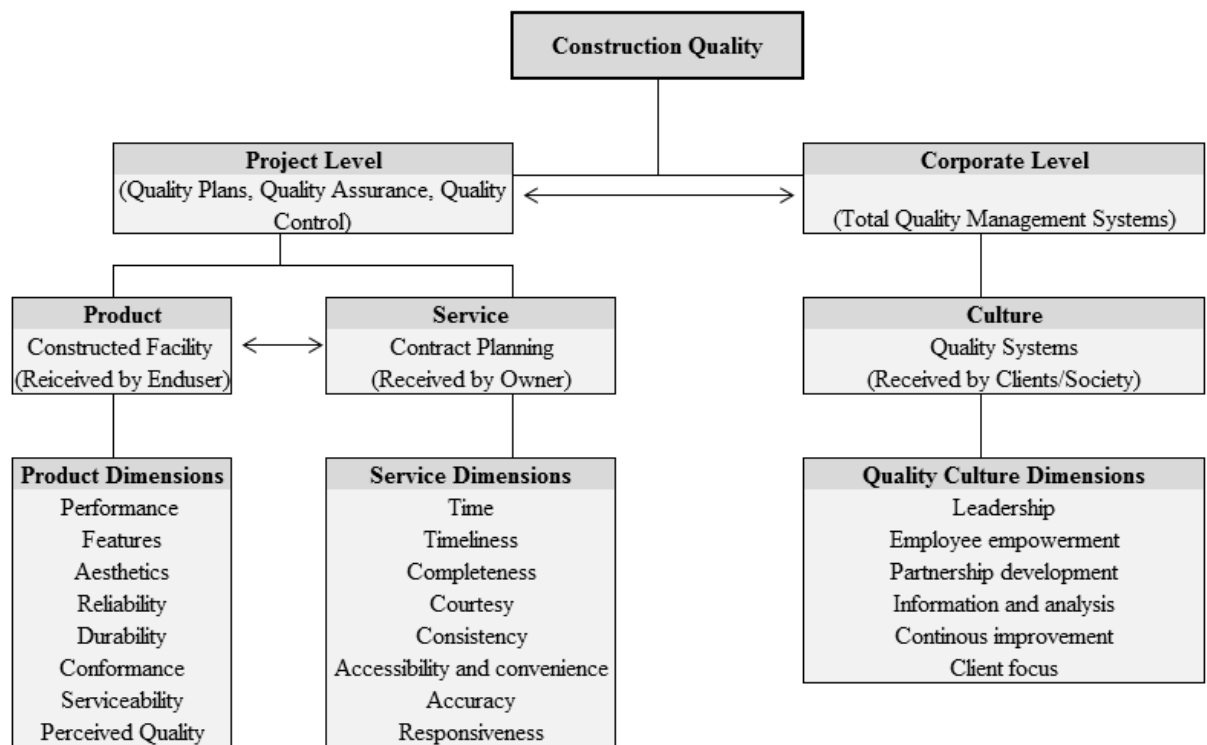 Construction Quality
Project Level
(Quality Plans, Quality Assurance, Quality
Control)
Corporate Level
(Total Quality Management Systems)
Product
Constructed Facility
(Reiceived by Enduser)
Service
Contract Planning
(Received by Owner)
Culture
Quality Systems
(Received by Clients/Society)
Product Dimensions
Performance
Features
Aesthetics
Reliability
Durability
Conformance
Serviceability
Perceived Quality
Service Dimensions
Time
Timeliness
Completeness
Courtesy
Consistency
Accessibility and convenience
Accuracy
Responsiveness
Quality Culture Dimensions
Leadership
Employee empowerment
Partnership development
Information and analysis
Continous improvement
Client focus